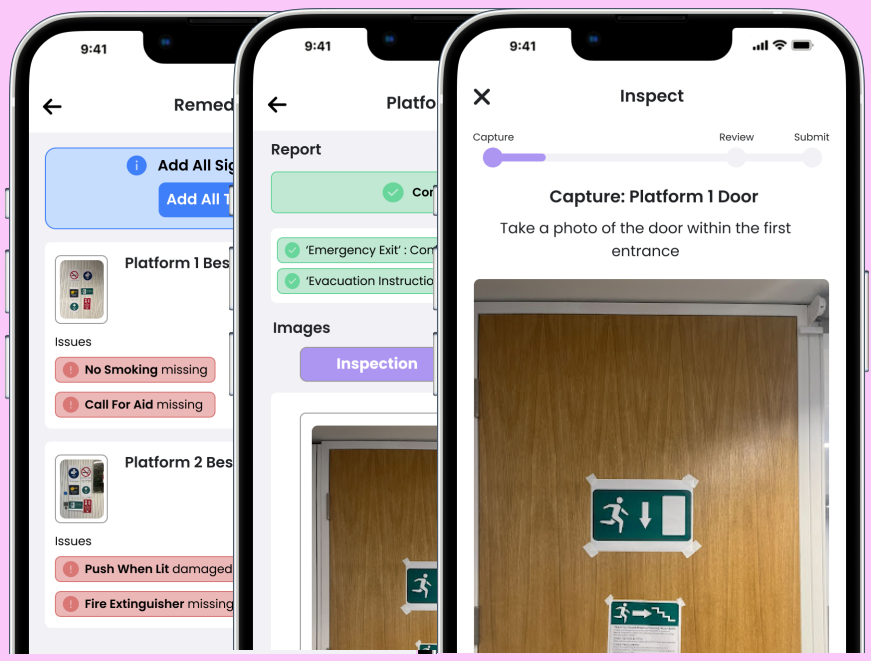 9:41
Remed
Add All Sig
Add All T
Platform 1 Bes
Issues
No Smoking missing
Call For Aid missing
Platform 2 Bes
Issues
Push When Lit damaged
Fire Extinguisher missing
9:41
Platfo
Report
Con
‘Emergency Exit’ : Com
‘Evacuation Instructio
Images
Inspection
9:41
Inspect
Capture
Review
Submit
Capture: Platform 1 Door
Take a photo of the door within the first
entrance